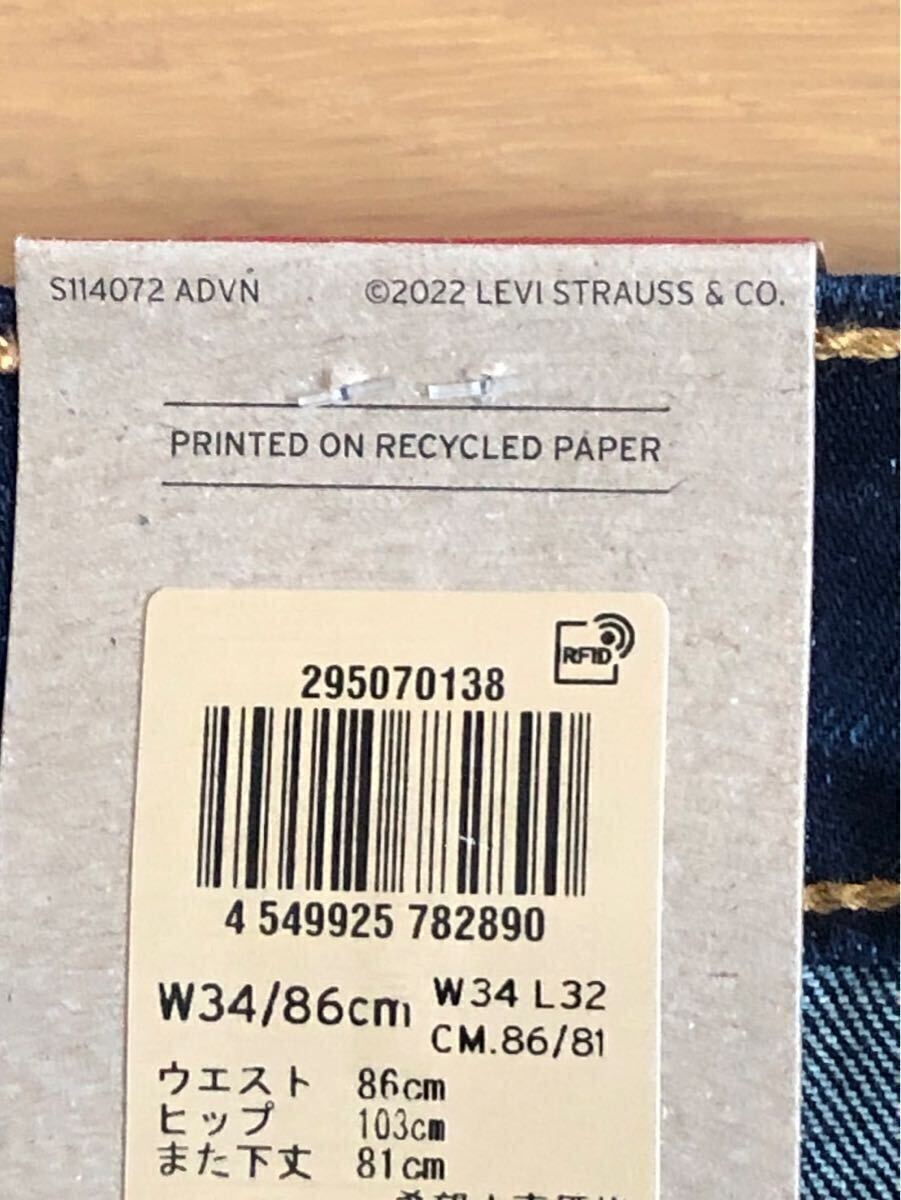 S114072 ADVN ©2022 LEVI STRAUSS & CO.
PRINTED ON RECYCLED PAPER
RFID
295070138
4 549925 782890
W34/86cm W34 L32
CM.86/81
ウエスト 86cm
ヒップ 103cm
また下丈 81cm